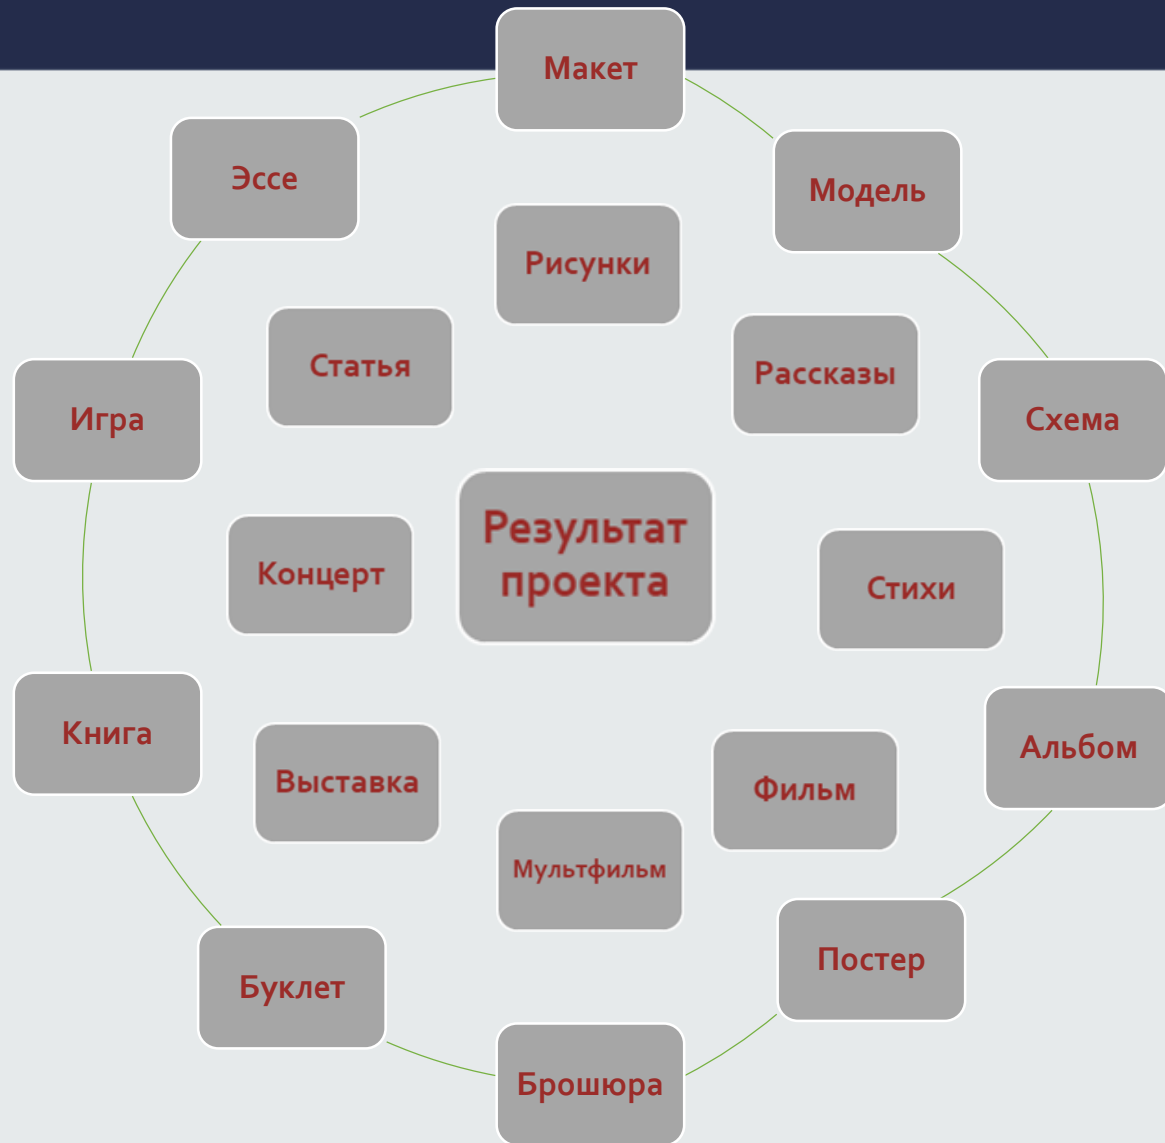 Макет
Эссе
Модель
Рисунки
Статья
Рассказы
Игра
Схема
Результат
проекта
Концерт
Стихи
Книга
Альбом
Выставка
Фильм
Мультфильм
Постер
Буклет
Брошюра